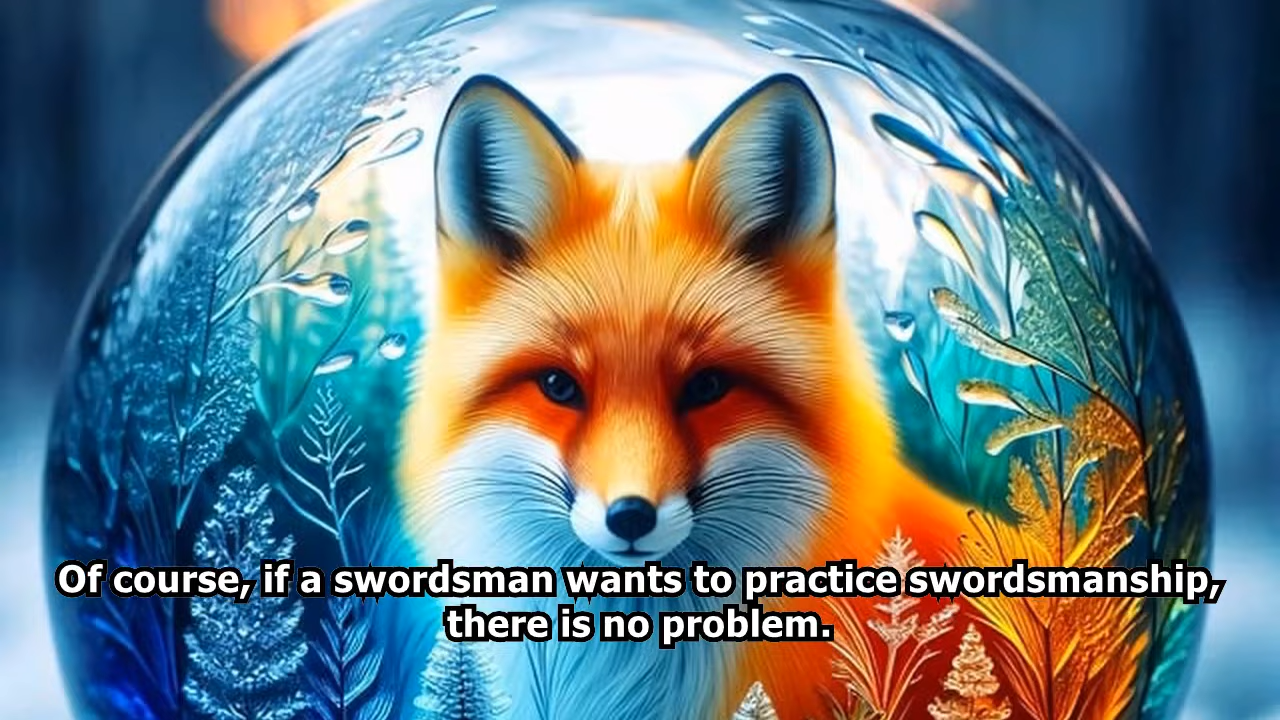 Of course, if a swordsman wants to practice swordsmanship,
there is no problem.